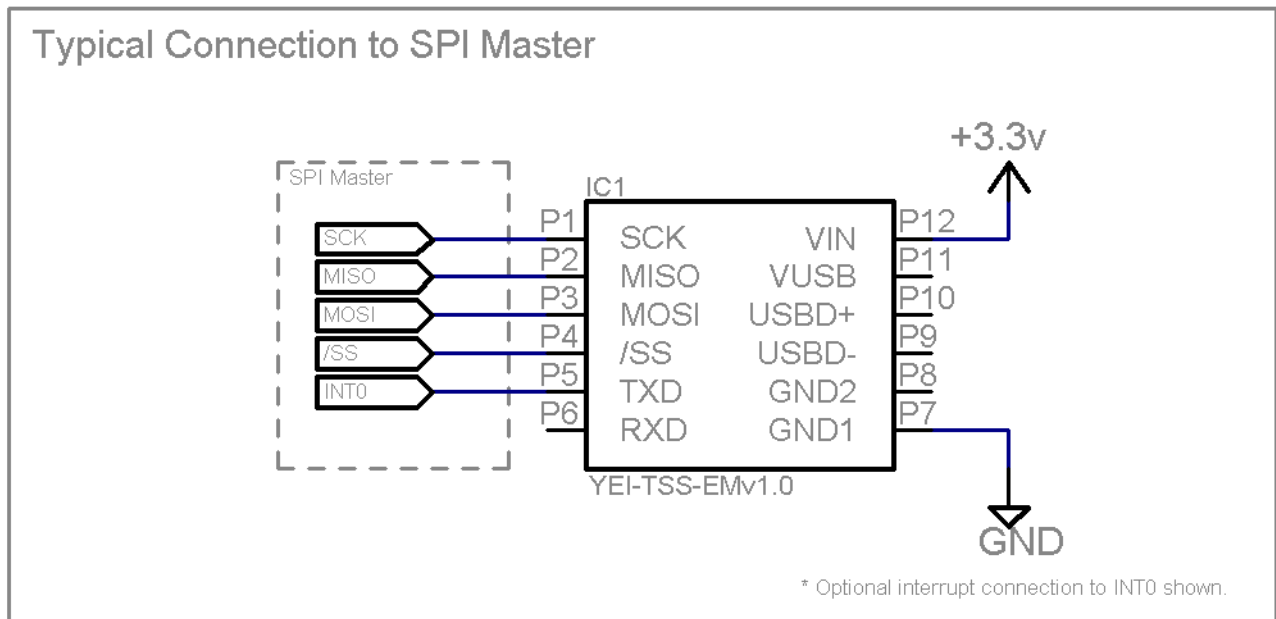 Typical Connection to SPI Master
+3.3v
SPI Master
IC1
SCK P1 SCK VIN P12
MISO P2 MISO VUSB P11
MOSI P3 MOSI USBD+ P10
/SS P4 /SS USBD- P9
INT0 P5 TXD GND2 P8
P6 RXD GND1 P7
YEI-TSS-EMv1.0
GND
* Optional interrupt connection to INT0 shown.